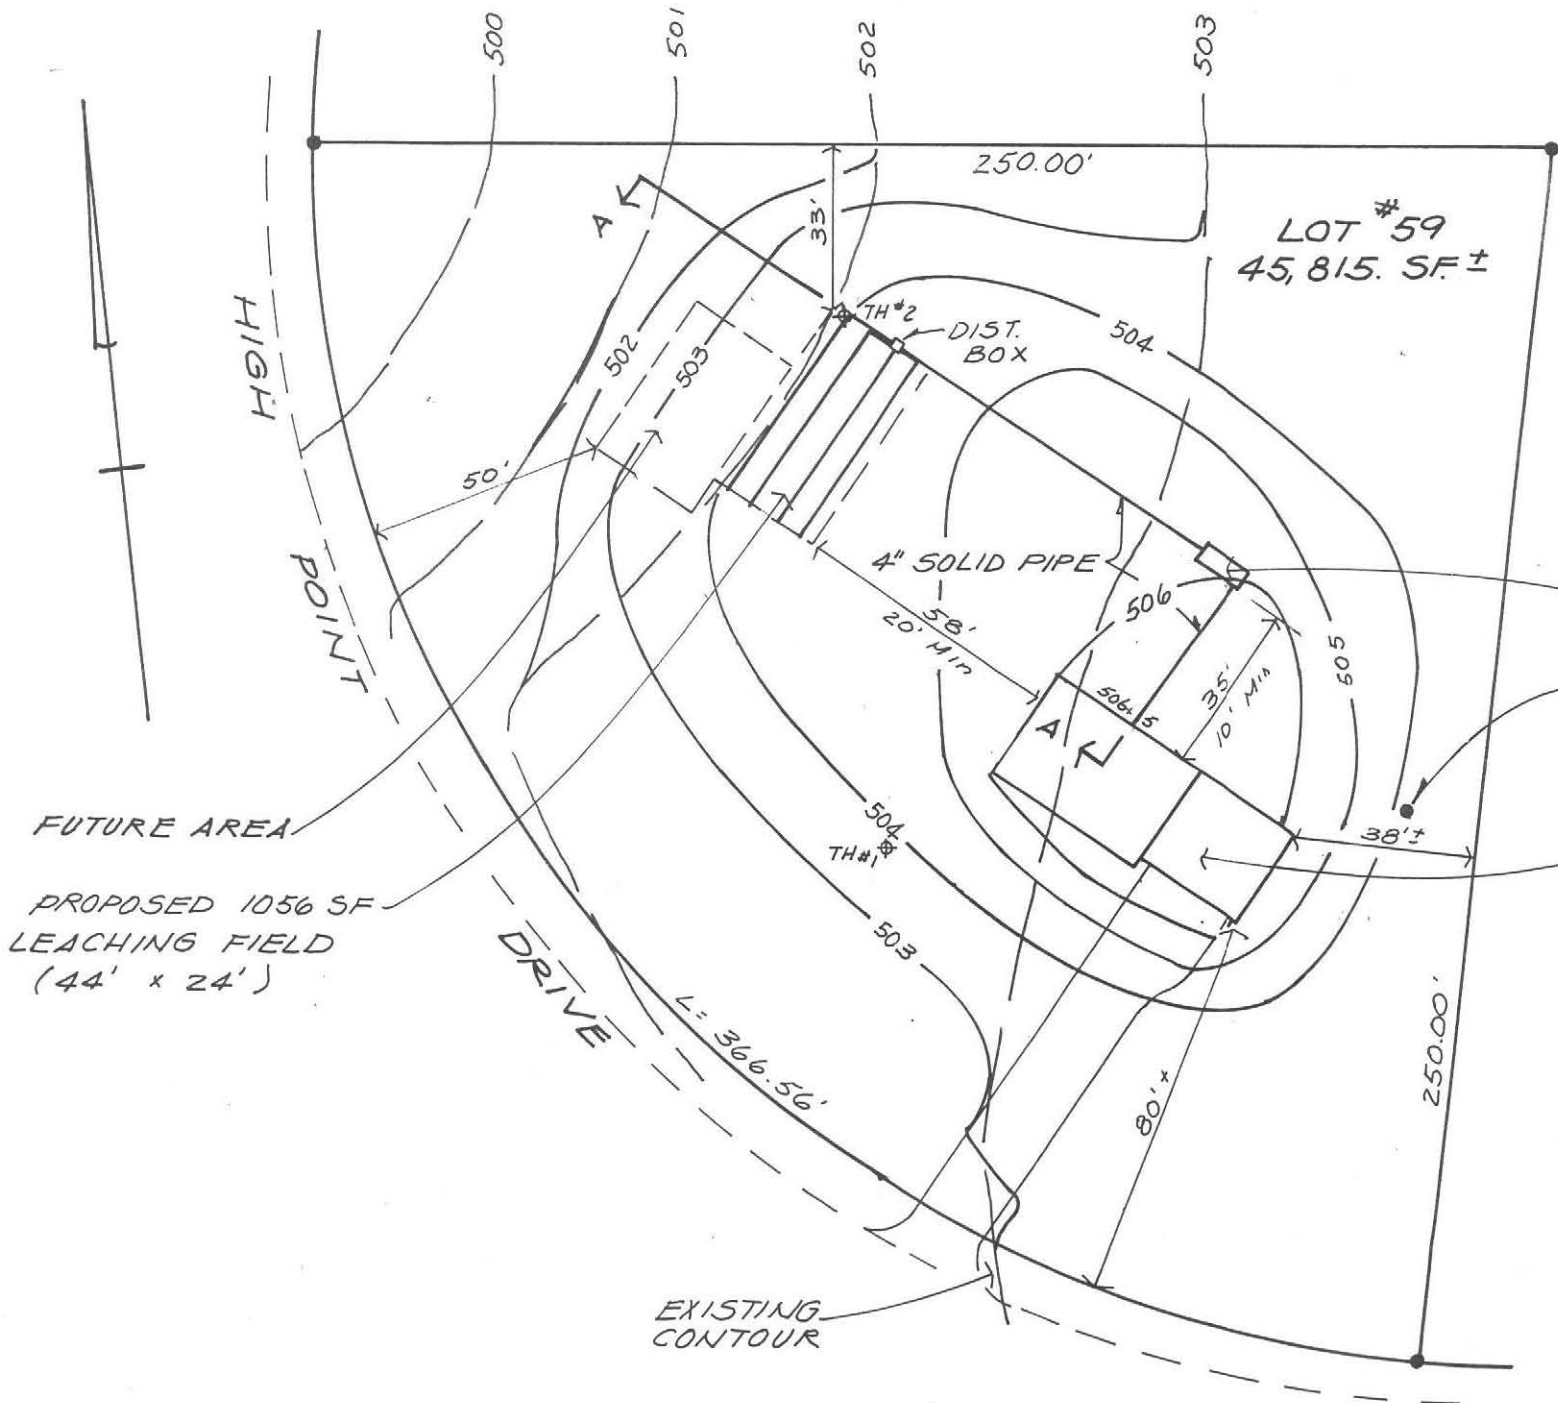 500
501
502
503
250.00'
LOT #59
45,815. SF ±
A
33'
TH#2
DIST.
BOX
504
502
503
HIGH
POINT
DRIVE
50'
4" SOLID PIPE
506
58'
20' Min
505
35'
10' Min
506+5
A
38'±
FUTURE AREA
504
TH#1
PROPOSED 1056 SF
LEACHING FIELD
(44' x 24')
503
L= 366.56'
80'±
250.00'
EXISTING
CONTOUR